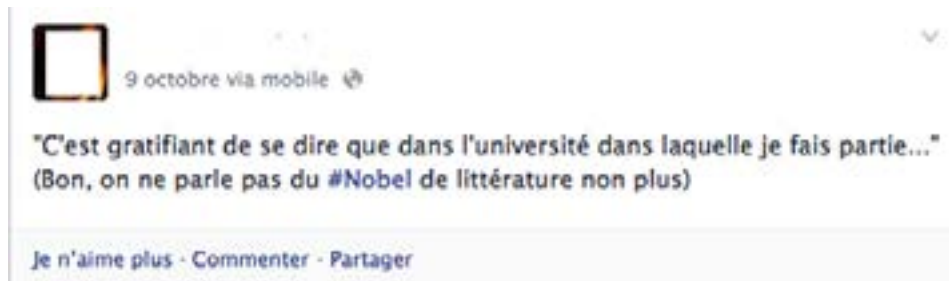 9 octobre via mobile
"C'est gratifiant de se dire que dans l'université dans laquelle je fais partie..."
(Bon, on ne parle pas du #Nobel de littérature non plus)
Je n'aime plus · Commenter · Partager